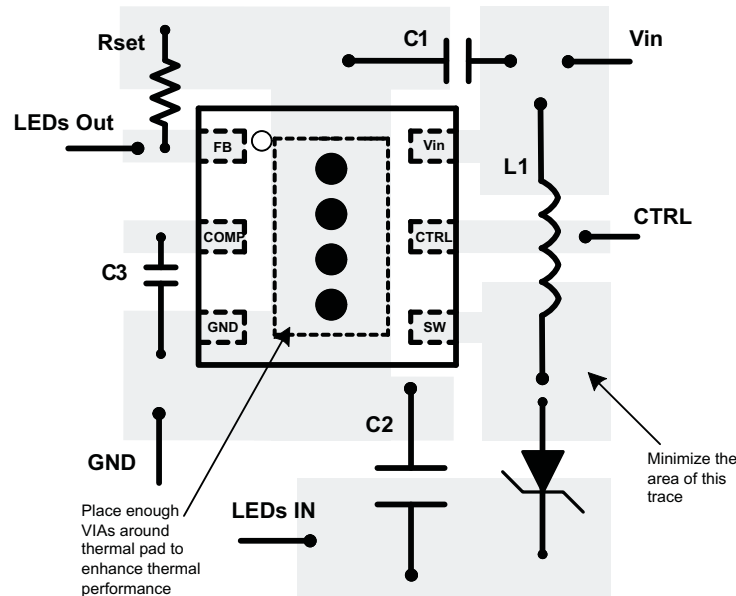 C1
Rset
Vin
LEDs Out
FB
Vin
L1
COMP
CTRL
CTRL
C3
GND
SW
C2
GND
Minimize the
area of this
trace
Place enough
VIAs around
thermal pad to
enhance thermal
performance
LEDs IN